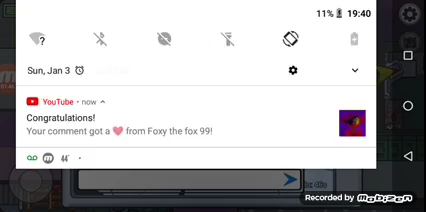 11% 19:40
?
Sun, Jan 3
YouTube • now
Congratulations!
Your comment got a ❤ from Foxy the fox 99!
44°
Recorded by Mobizen